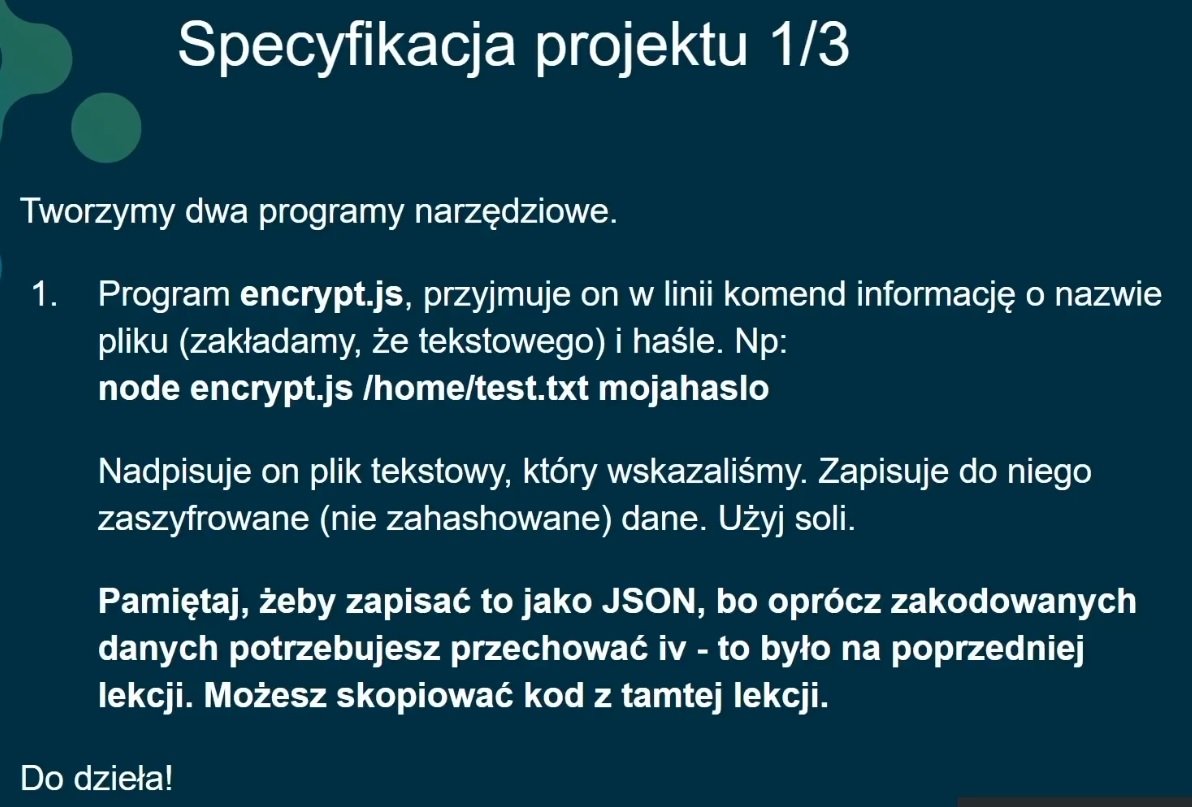 Specyfikacja projektu 1/3
Tworzymy dwa programy narzędziowe.
1. Program encrypt.js, przyjmuje on w linii komend informację o nazwie
pliku (zakładamy, że tekstowego) i haśle. Np:
node encrypt.js /home/test.txt mojahaslo
Nadpisuje on plik tekstowy, który wskazaliśmy. Zapisuje do niego
zaszyfrowane (nie zahashowane) dane. Użyj soli.
Pamiętaj, żeby zapisać to jako JSON, bo oprócz zakodowanych
danych potrzebujesz przechować iv - to było na poprzedniej
lekcji. Możesz skopiować kod z tamtej lekcji.
Do dzieła!